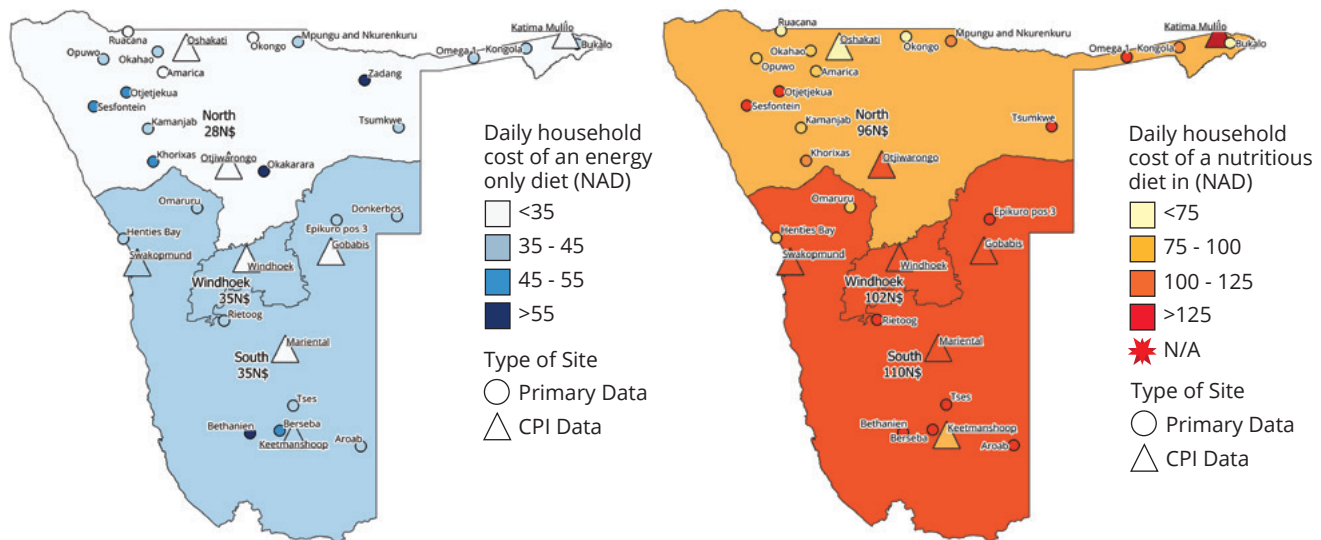 Katima Mulilo
Ruacana
Oshakati
Okongo
Mpungu and Nkurenkuru
Opuwo
Okahao
Omega 1
Kongola
Bukalo
Amarica
Zadang
Otjetjekua
Sesfontein
North
28N$
Tsumkwe
Kamanjab
Khorixas
Otjiwarongo
Okakarara
Omaruru
Donkerbos
Epikuro pos 3
Henties Bay
Gobabis
Swakopmund
Windhoek
Windhoek
35N$
Rietoog
Mariental
South
35N$
Tses
Bethanien
Berseba
Keetmanshoop
Aroab
Daily household
cost of an energy
only diet (NAD)
<35
35 - 45
45 - 55
>55
Type of Site
Primary Data
CPI Data
Katima Mulilo
Ruacana
Oshakati
Okongo
Mpungu and Nkurenkuru
Okahao
Opuwo
Omega 1
Kongola
Bukalo
Amarica
Otjetjekua
Sesfontein
North
96N$
Tsumkwe
Kamanjab
Khorixas
Otjiwarongo
Omaruru
Epikuro pos 3
Henties Bay
Gobabis
Swakopmund
Windhoek
Windhoek
102N$
Rietoog
Mariental
South
110N$
Tses
Bethanien
Berseba
Keetmanshoop
Aroab
Daily household
cost of a nutritious
diet in (NAD)
<75
75 - 100
100 - 125
>125
N/A
Type of Site
Primary Data
CPI Data